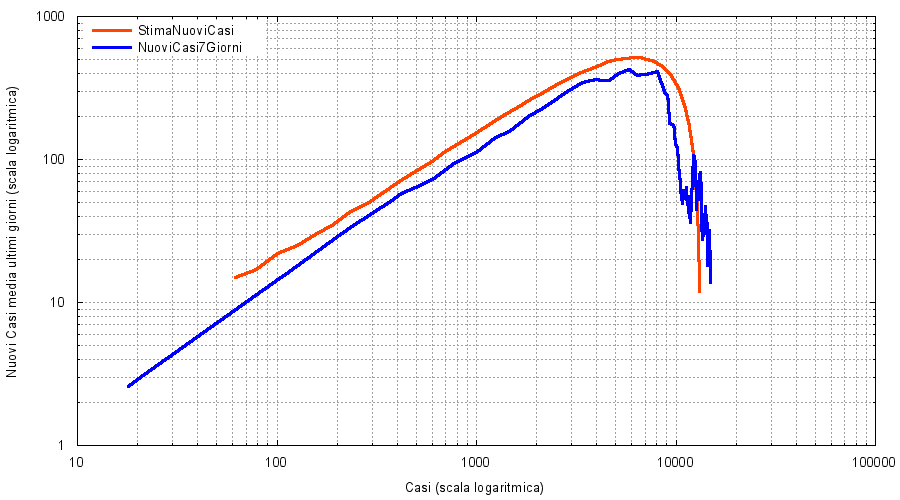 1000
StimaNuoviCasi
NuoviCasi7Giorni
100
10
1
Nuovi Casi media ultimi giorni (scala logaritmica)
10
100
1000
10000
100000
Casi (scala logaritmica)